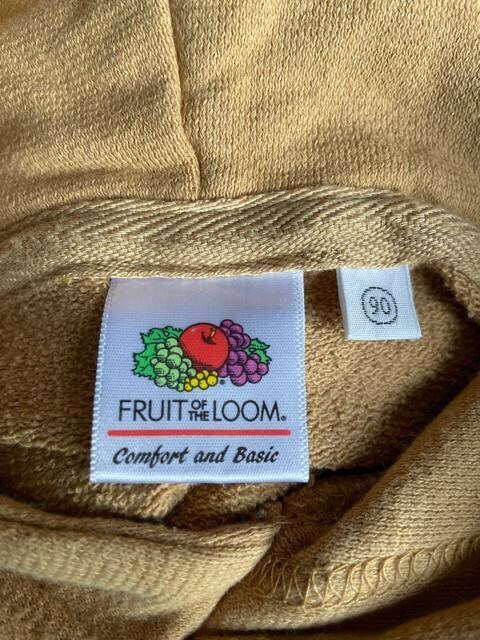 FRUIT OF THE LOOM®
Comfort and Basic
90